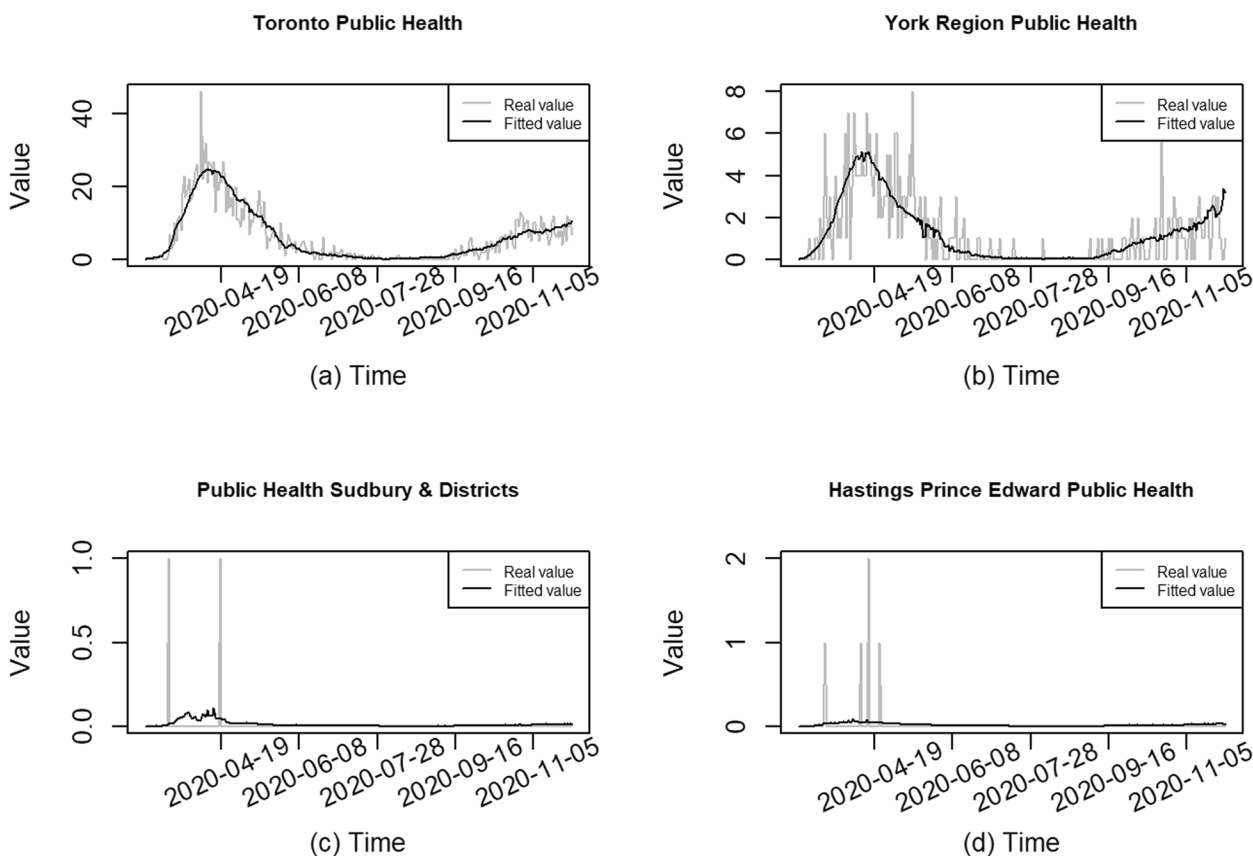 Toronto Public Health
Value
40
20
0
Real value
Fitted value
2020-04-19
2020-06-08
2020-07-28
2020-09-16
2020-11-05
(a) Time
York Region Public Health
Value
8
6
4
2
0
Real value
Fitted value
2020-04-19
2020-06-08
2020-07-28
2020-09-16
2020-11-05
(b) Time
Public Health Sudbury & Districts
Value
1.0
0.5
0.0
Real value
Fitted value
2020-04-19
2020-06-08
2020-07-28
2020-09-16
2020-11-05
(c) Time
Hastings Prince Edward Public Health
Value
2
1
0
Real value
Fitted value
2020-04-19
2020-06-08
2020-07-28
2020-09-16
2020-11-05
(d) Time